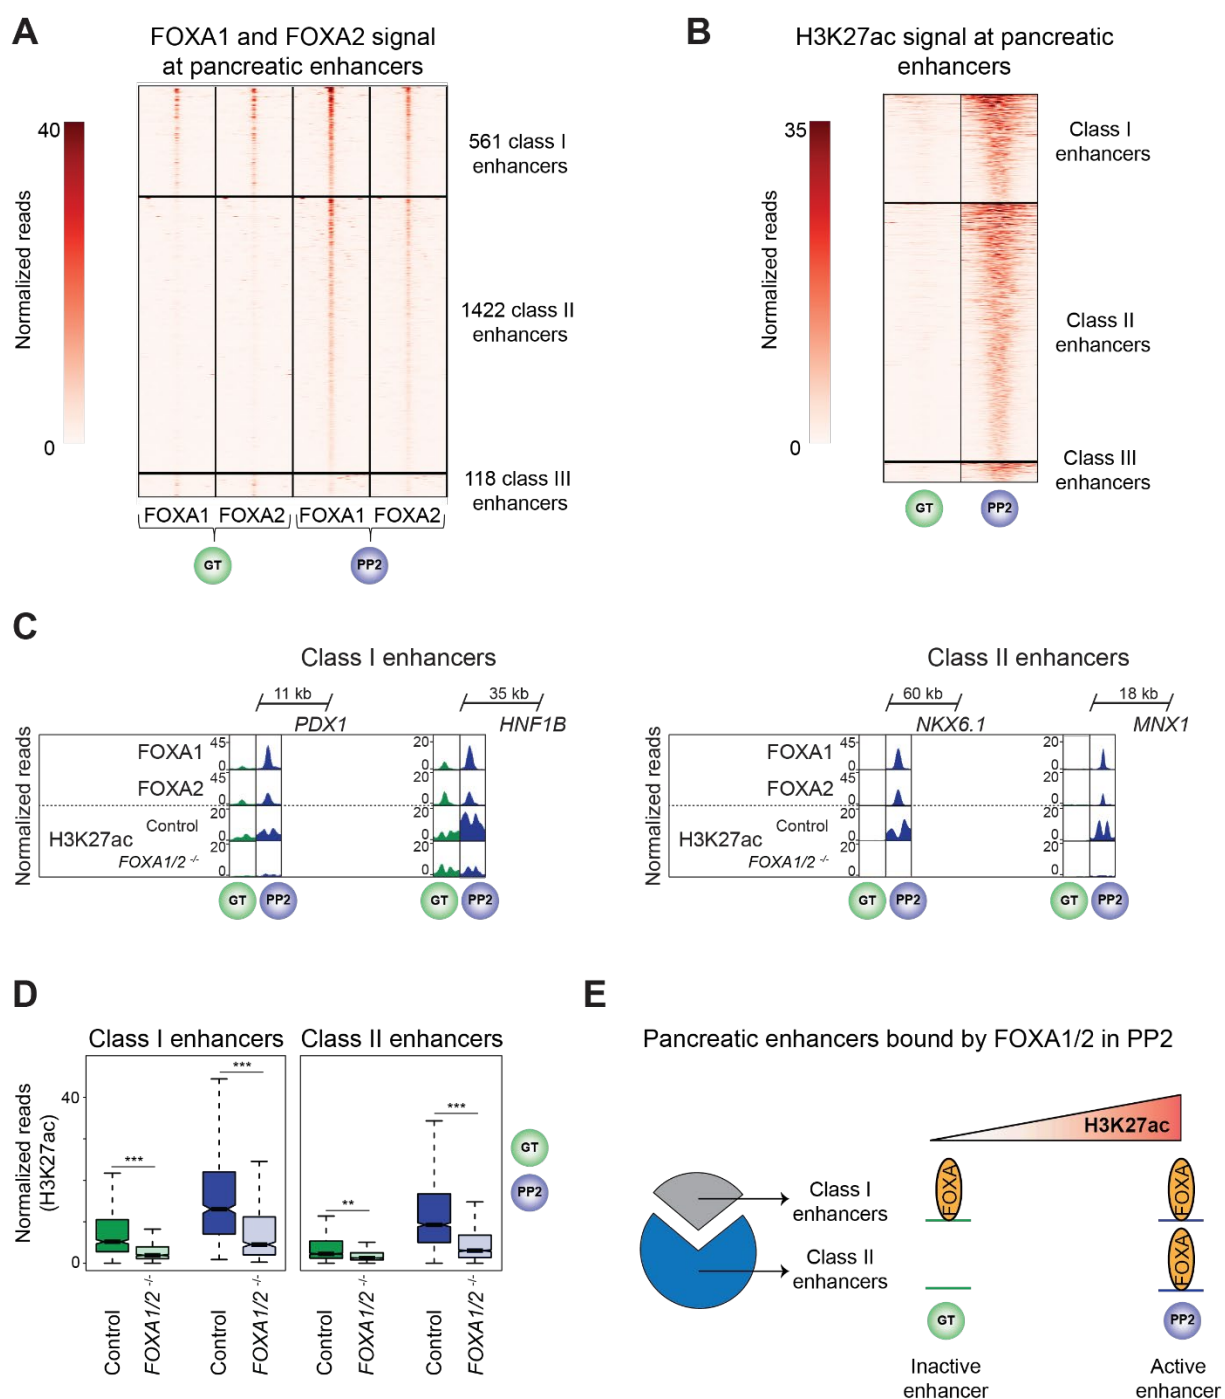 A
FOXA1 and FOXA2 signal
at pancreatic enhancers
40
Normalized reads
0
561 class I
enhancers
1422 class II
enhancers
118 class III
enhancers
FOXA1 FOXA2 FOXA1 FOXA2
GT PP2
B
H3K27ac signal at pancreatic
enhancers
35
Normalized reads
0
Class I
enhancers
Class II
enhancers
Class III
enhancers
GT PP2
C
Class I enhancers
11 kb
PDX1
35 kb
HNF1B
Normalized reads
FOXA1
45
0
20
0
FOXA2
45
0
20
0
H3K27ac
Control
20
0
20
0
FOXA1/2 -/-
20
0
20
0
GT PP2 GT PP2
Class II enhancers
60 kb
NKX6.1
18 kb
MNX1
Normalized reads
FOXA1
45
0
20
0
FOXA2
45
0
20
0
H3K27ac
Control
20
0
20
0
FOXA1/2 -/-
20
0
20
0
GT PP2 GT PP2
D
Class I enhancers Class II enhancers
Normalized reads
(H3K27ac)
40
0
*** *** ** ***
GT
PP2
Control
FOXA1/2 -/-
Control
FOXA1/2 -/-
Control
FOXA1/2 -/-
Control
FOXA1/2 -/-
E
Pancreatic enhancers bound by FOXA1/2 in PP2
H3K27ac
Class I
enhancers
FOXA FOXA
Class II
enhancers
FOXA
GT PP2
Inactive
enhancer
Active
enhancer